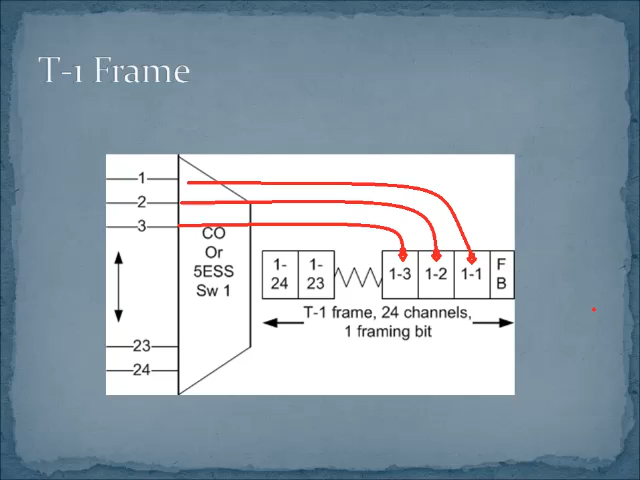 T-1 Frame
1
2
3
CO
Or
5ESS
Sw 1
23
24
1-
24
1-
23
1-3
1-2
1-1
F
B
T-1 frame, 24 channels,
1 framing bit